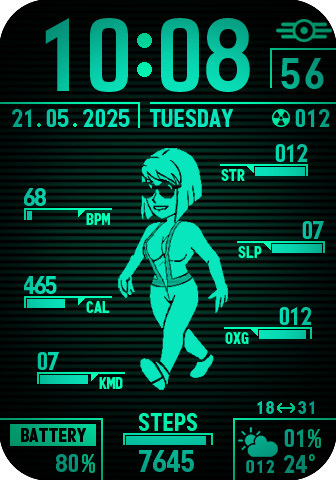 10:08
56
21.05.2025 TUESDAY 012
012
STR
68
BPM
07
SLP
465
CAL
012
OXG
07
KMD
18↔31
BATTERY
80%
STEPS
7645
01%
012 24°